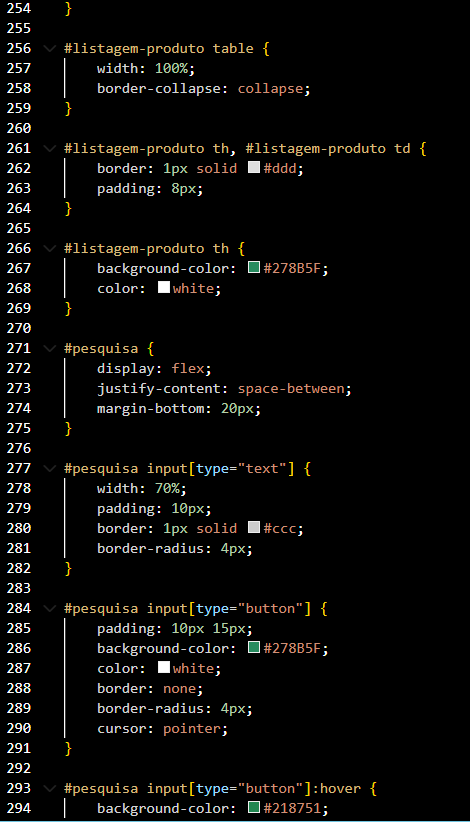 254 }
255
256 #listagem-produto table {
257     width: 100%;
258     border-collapse: collapse;
259 }
260
261 #listagem-produto th, #listagem-produto td {
262     border: 1px solid #ddd;
263     padding: 8px;
264 }
265
266 #listagem-produto th {
267     background-color: #278B5F;
268     color: white;
269 }
270
271 #pesquisa {
272     display: flex;
273     justify-content: space-between;
274     margin-bottom: 20px;
275 }
276
277 #pesquisa input[type="text"] {
278     width: 70%;
279     padding: 10px;
280     border: 1px solid #ccc;
281     border-radius: 4px;
282 }
283
284 #pesquisa input[type="button"] {
285     padding: 10px 15px;
286     background-color: #278B5F;
287     color: white;
288     border: none;
289     border-radius: 4px;
290     cursor: pointer;
291 }
292
293 #pesquisa input[type="button"]:hover {
294     background-color: #218751;